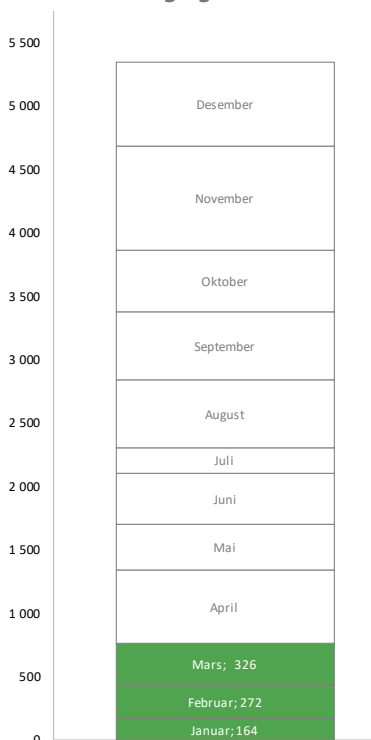 5 500
5 000
4 500
4 000
3 500
3 000
2 500
2 000
1 500
1 000
500
0
Desember
November
Oktober
September
August
Juli
Juni
Mai
April
Mars; 326
Februar; 272
Januar; 164